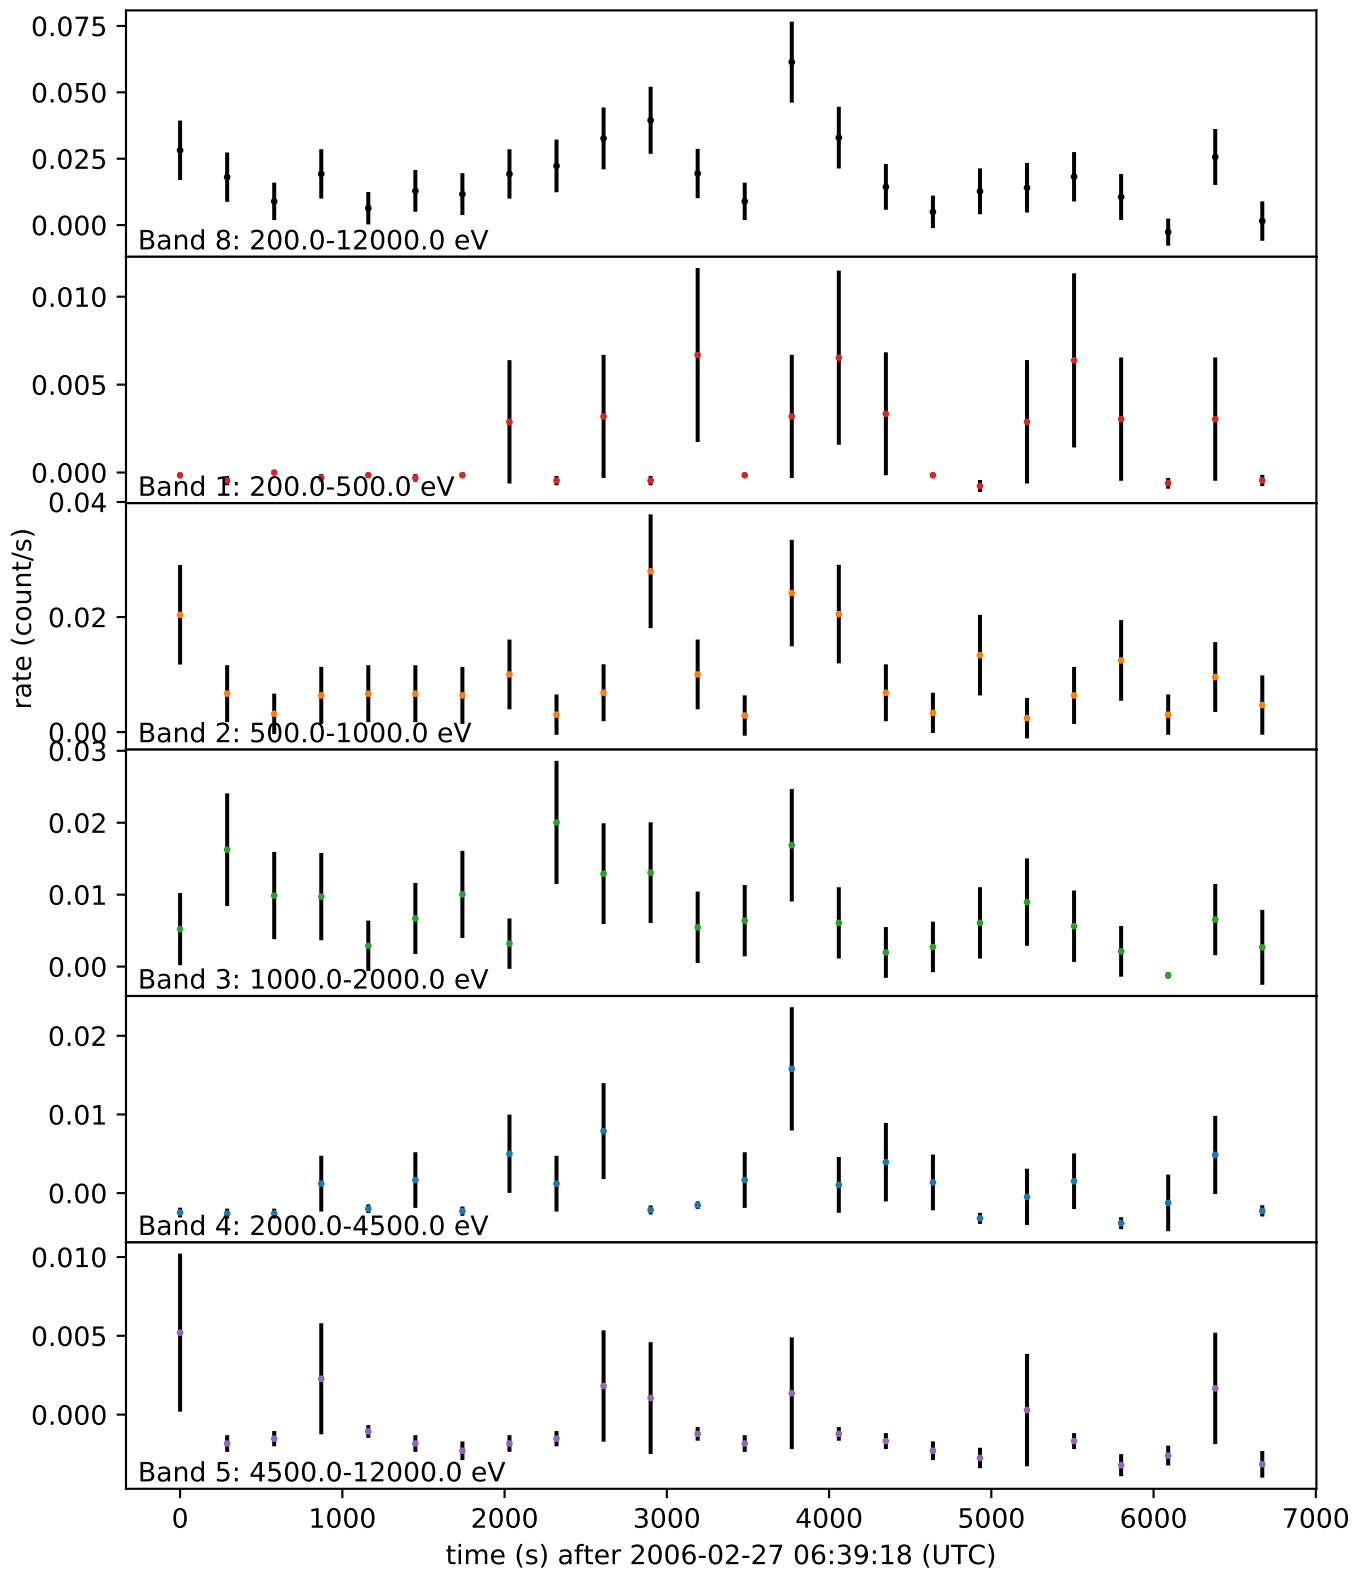 0.075
0.050
0.025
0.000
Band 8: 200.0-12000.0 eV
0.010
0.005
0.000
Band 1: 200.0-500.0 eV
rate (count/s)
0.04
0.02
0.00
Band 2: 500.0-1000.0 eV
0.03
0.02
0.01
0.00
Band 3: 1000.0-2000.0 eV
0.02
0.01
0.00
Band 4: 2000.0-4500.0 eV
0.010
0.005
0.000
Band 5: 4500.0-12000.0 eV
0 1000 2000 3000 4000 5000 6000 7000
time (s) after 2006-02-27 06:39:18 (UTC)